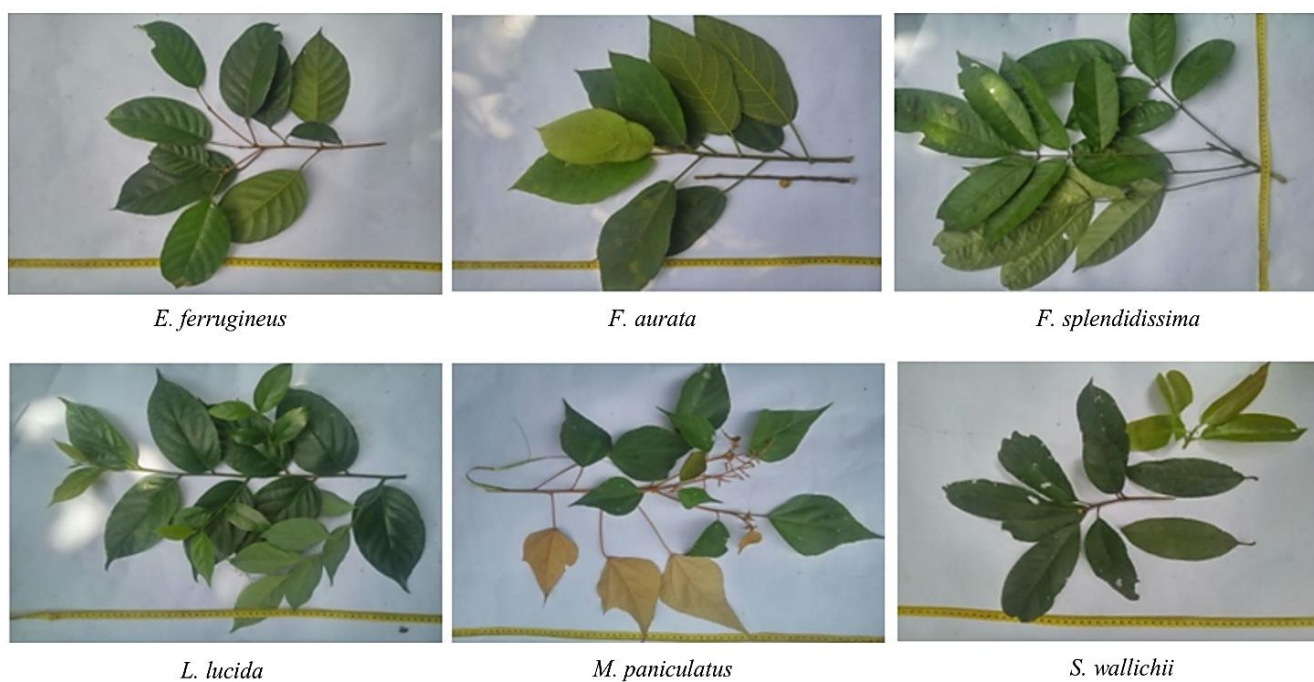 E. ferrugineus
F. aurata
F. splendidissima
L. lucida
M. paniculatus
S. wallichii